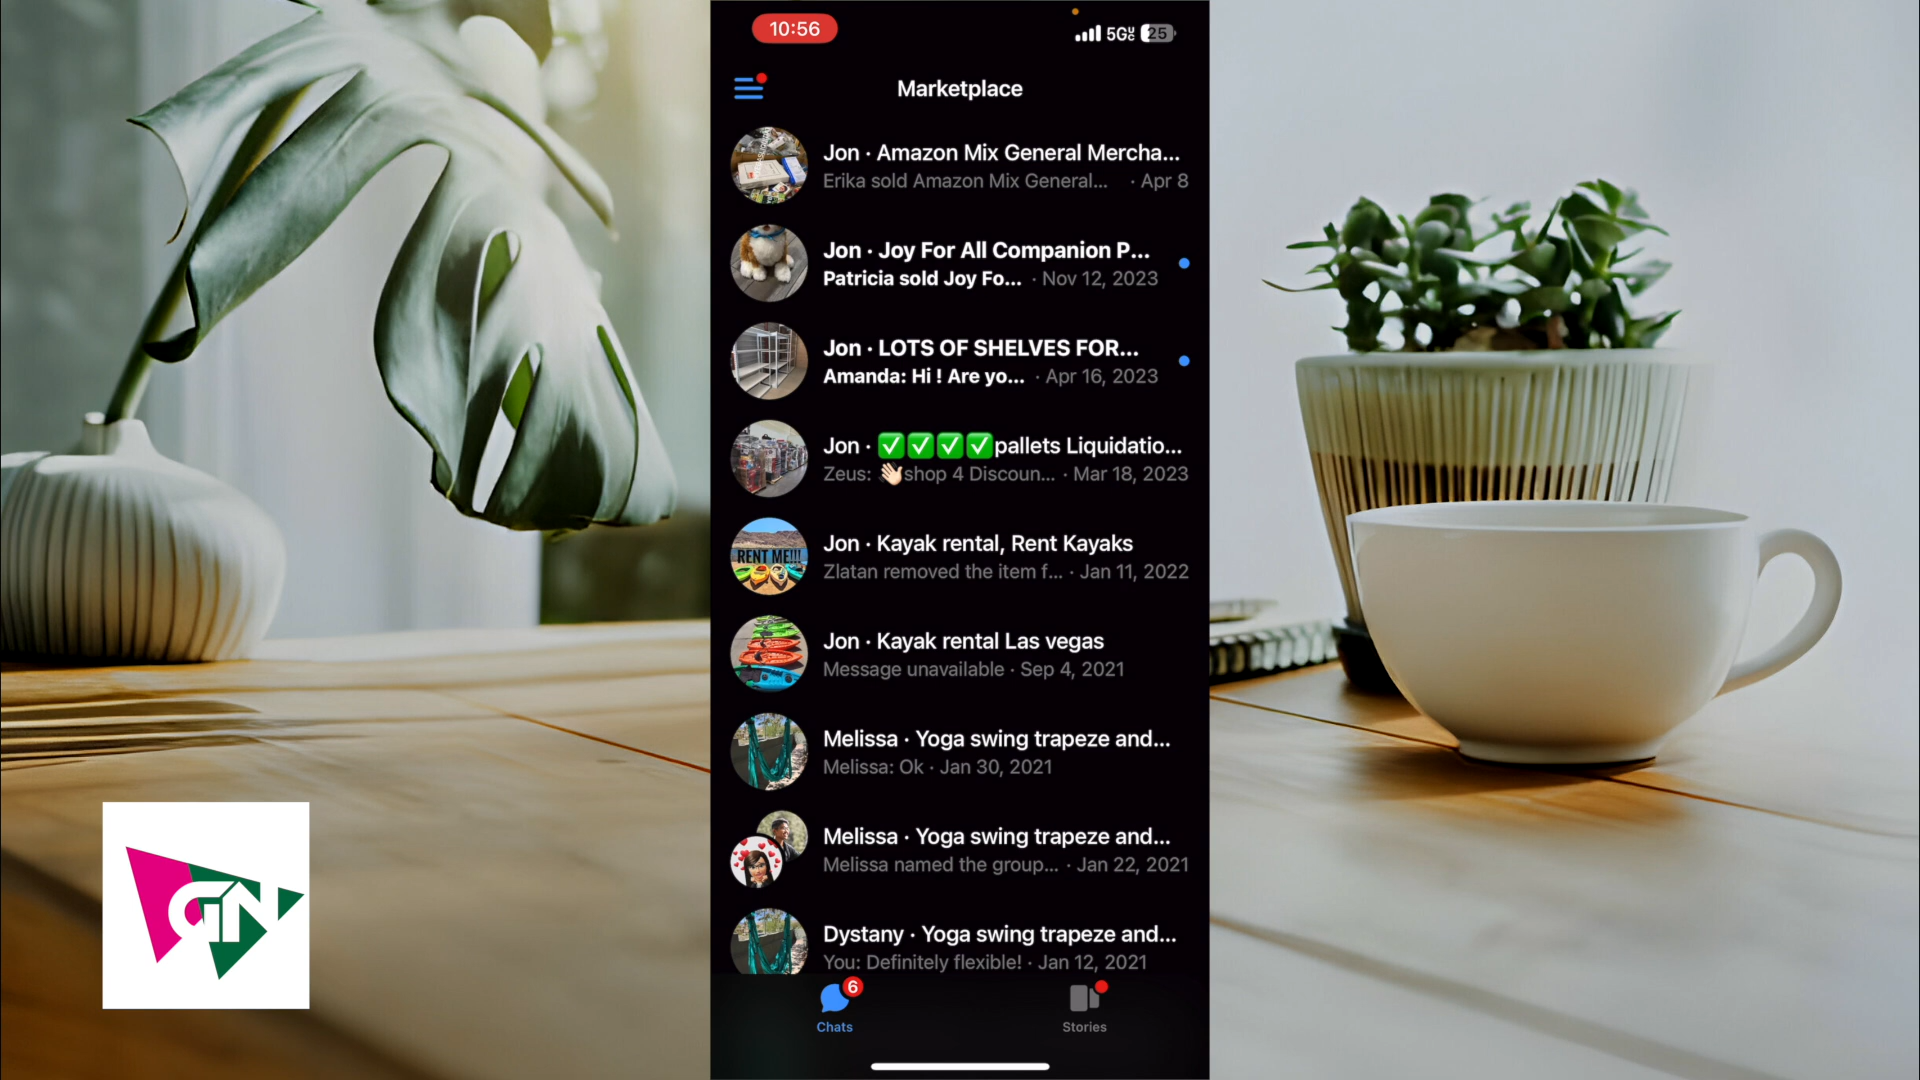 10:56
5G UC 25
Marketplace
Jon · Amazon Mix General Mercha...
Erika sold Amazon Mix General... · Apr 8
Jon · Joy For All Companion P...
Patricia sold Joy Fo... · Nov 12, 2023
Jon · LOTS OF SHELVES FOR...
Amanda: Hi ! Are yo... · Apr 16, 2023
Jon · ✅✅✅✅pallets Liquidatio...
Zeus: 👋🏻shop 4 Discoun... · Mar 18, 2023
RENT ME!!!
Jon · Kayak rental, Rent Kayaks
Zlatan removed the item f... · Jan 11, 2022
Jon · Kayak rental Las vegas
Message unavailable · Sep 4, 2021
Melissa · Yoga swing trapeze and...
Melissa: Ok · Jan 30, 2021
Melissa · Yoga swing trapeze and...
Melissa named the group... · Jan 22, 2021
Dystany · Yoga swing trapeze and...
You: Definitely flexible! · Jan 12, 2021
6
Chats
Stories
GN